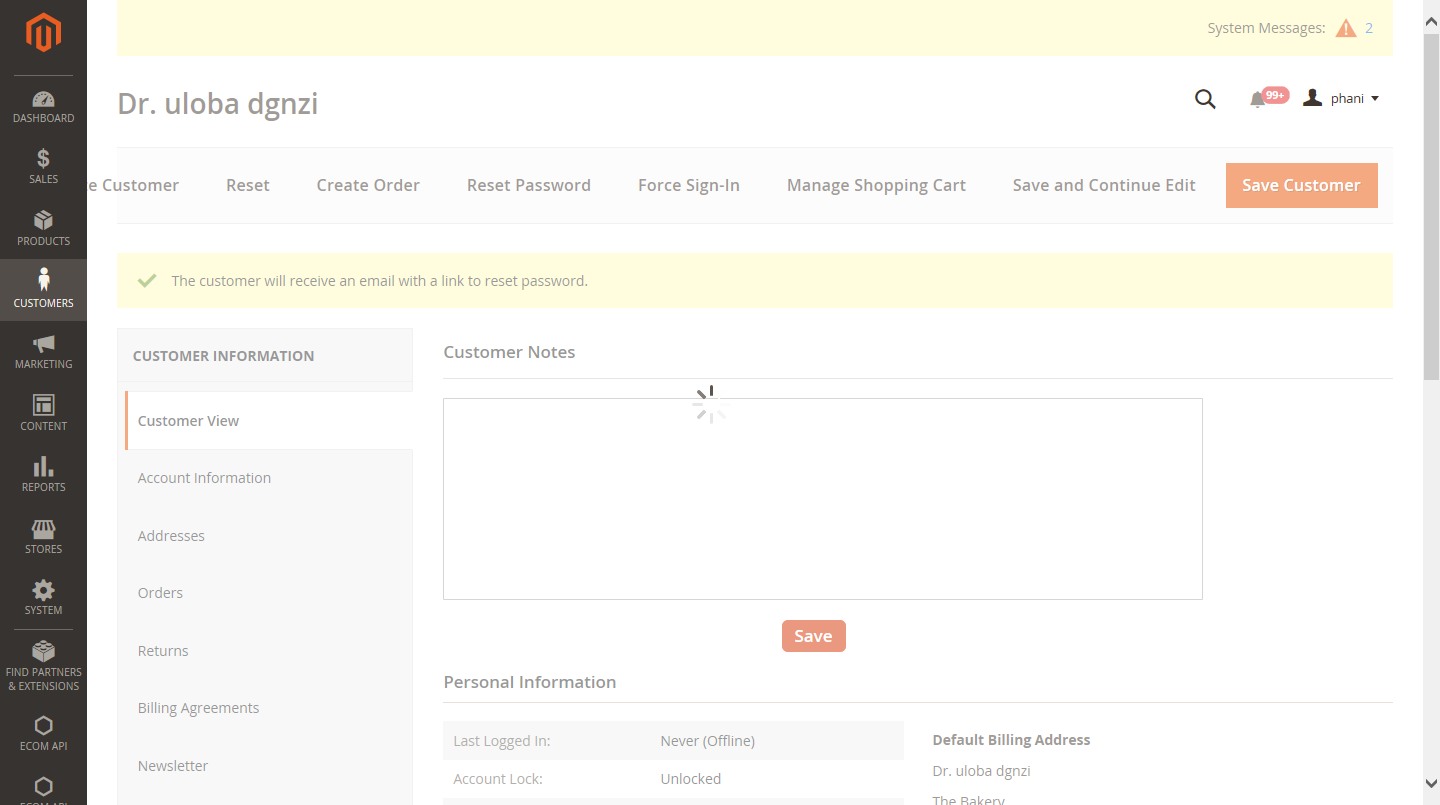 System Messages: 2
Dr. uloba dgnzi
99+
phani
e Customer Reset Create Order Reset Password Force Sign-In Manage Shopping Cart Save and Continue Edit Save Customer
The customer will receive an email with a link to reset password.
DASHBOARD
SALES
PRODUCTS
CUSTOMERS
MARKETING
CONTENT
REPORTS
STORES
SYSTEM
FIND PARTNERS
& EXTENSIONS
ECOM API
ECOM API
CUSTOMER INFORMATION
Customer View
Account Information
Addresses
Orders
Returns
Billing Agreements
Newsletter
Customer Notes
Save
Personal Information
Last Logged In: Never (Offline)
Account Lock: Unlocked
Default Billing Address
Dr. uloba dgnzi
The Bakery